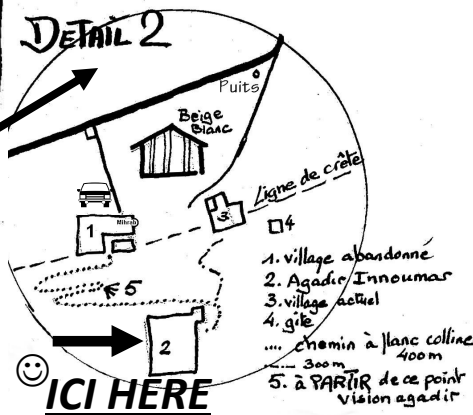 DETAIL 2
Puits
Beige
Blanc
Ligne de crête
Mihrab
1
3
4
5
2
1. village abandonné
2. Agadir Innoumar
3. village actuel
4. gîte
.... chemin à flanc colline
400m
300m
5. à PARTIR de ce point
vision agadir
ICI HERE